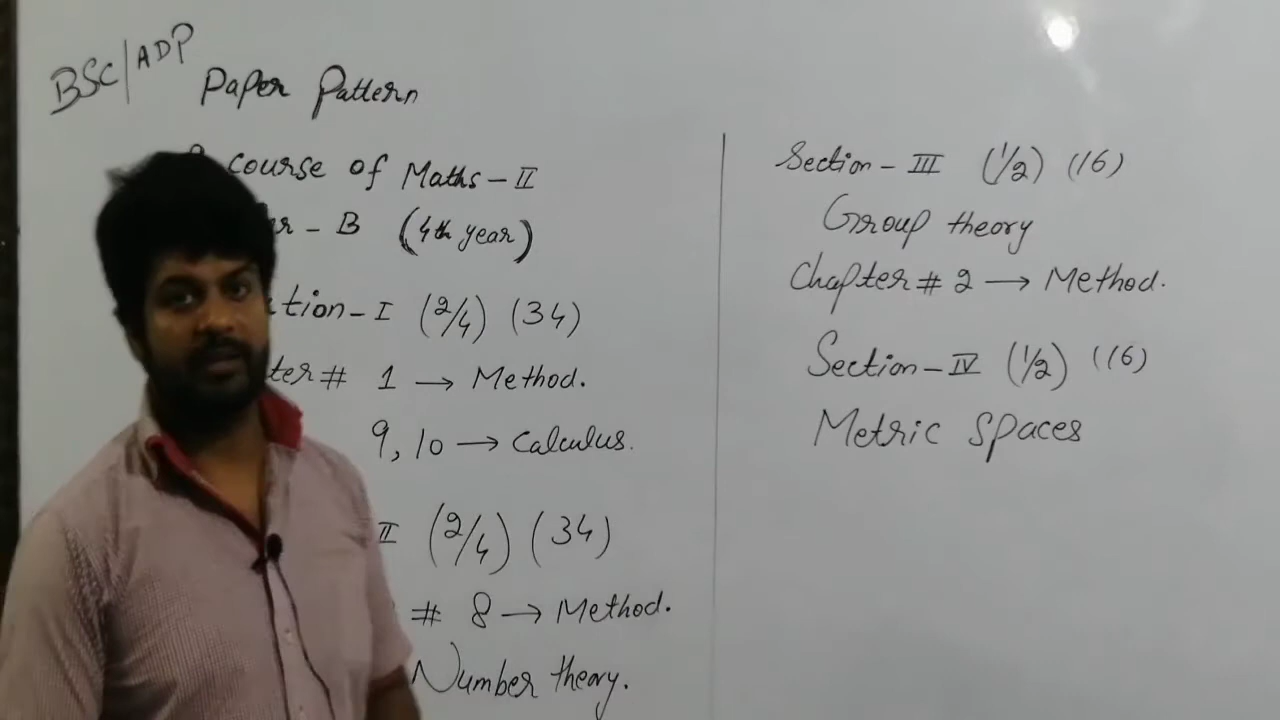 BSC/ADP
Paper Pattern
course of Maths-II
- B (4th year)
tion-I (2/4) (34)
ter# 1 → Method.
9, 10 → Calculus.
II (2/4) (34)
# 8 → Method.
Number theory.
Section-III (1/2) (16)
Group theory
Chapter# 2 → Method.
Section-IV (1/2) (16)
Metric Spaces